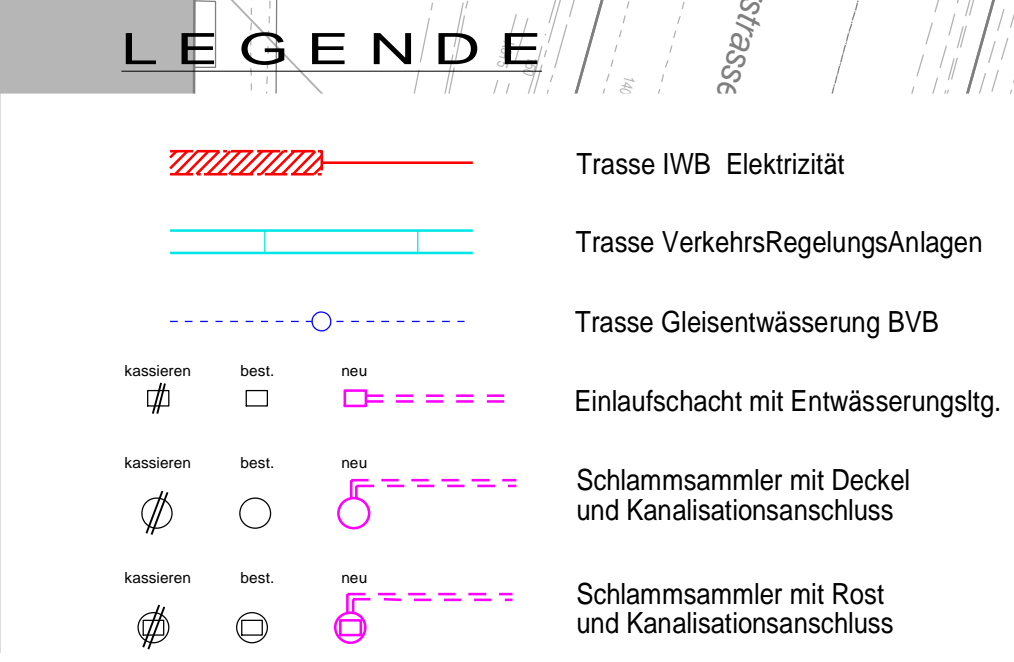 LEGENDE
strasse
140
Trasse IWB Elektrizität
Trasse VerkehrsRegelungsAnlagen
Trasse Gleisentwässerung BVB
kassieren best. neu
Einlaufschacht mit Entwässerungsltg.
kassieren best. neu
Schlammsammler mit Deckel
und Kanalisationsanschluss
kassieren best. neu
Schlammsammler mit Rost
und Kanalisationsanschluss